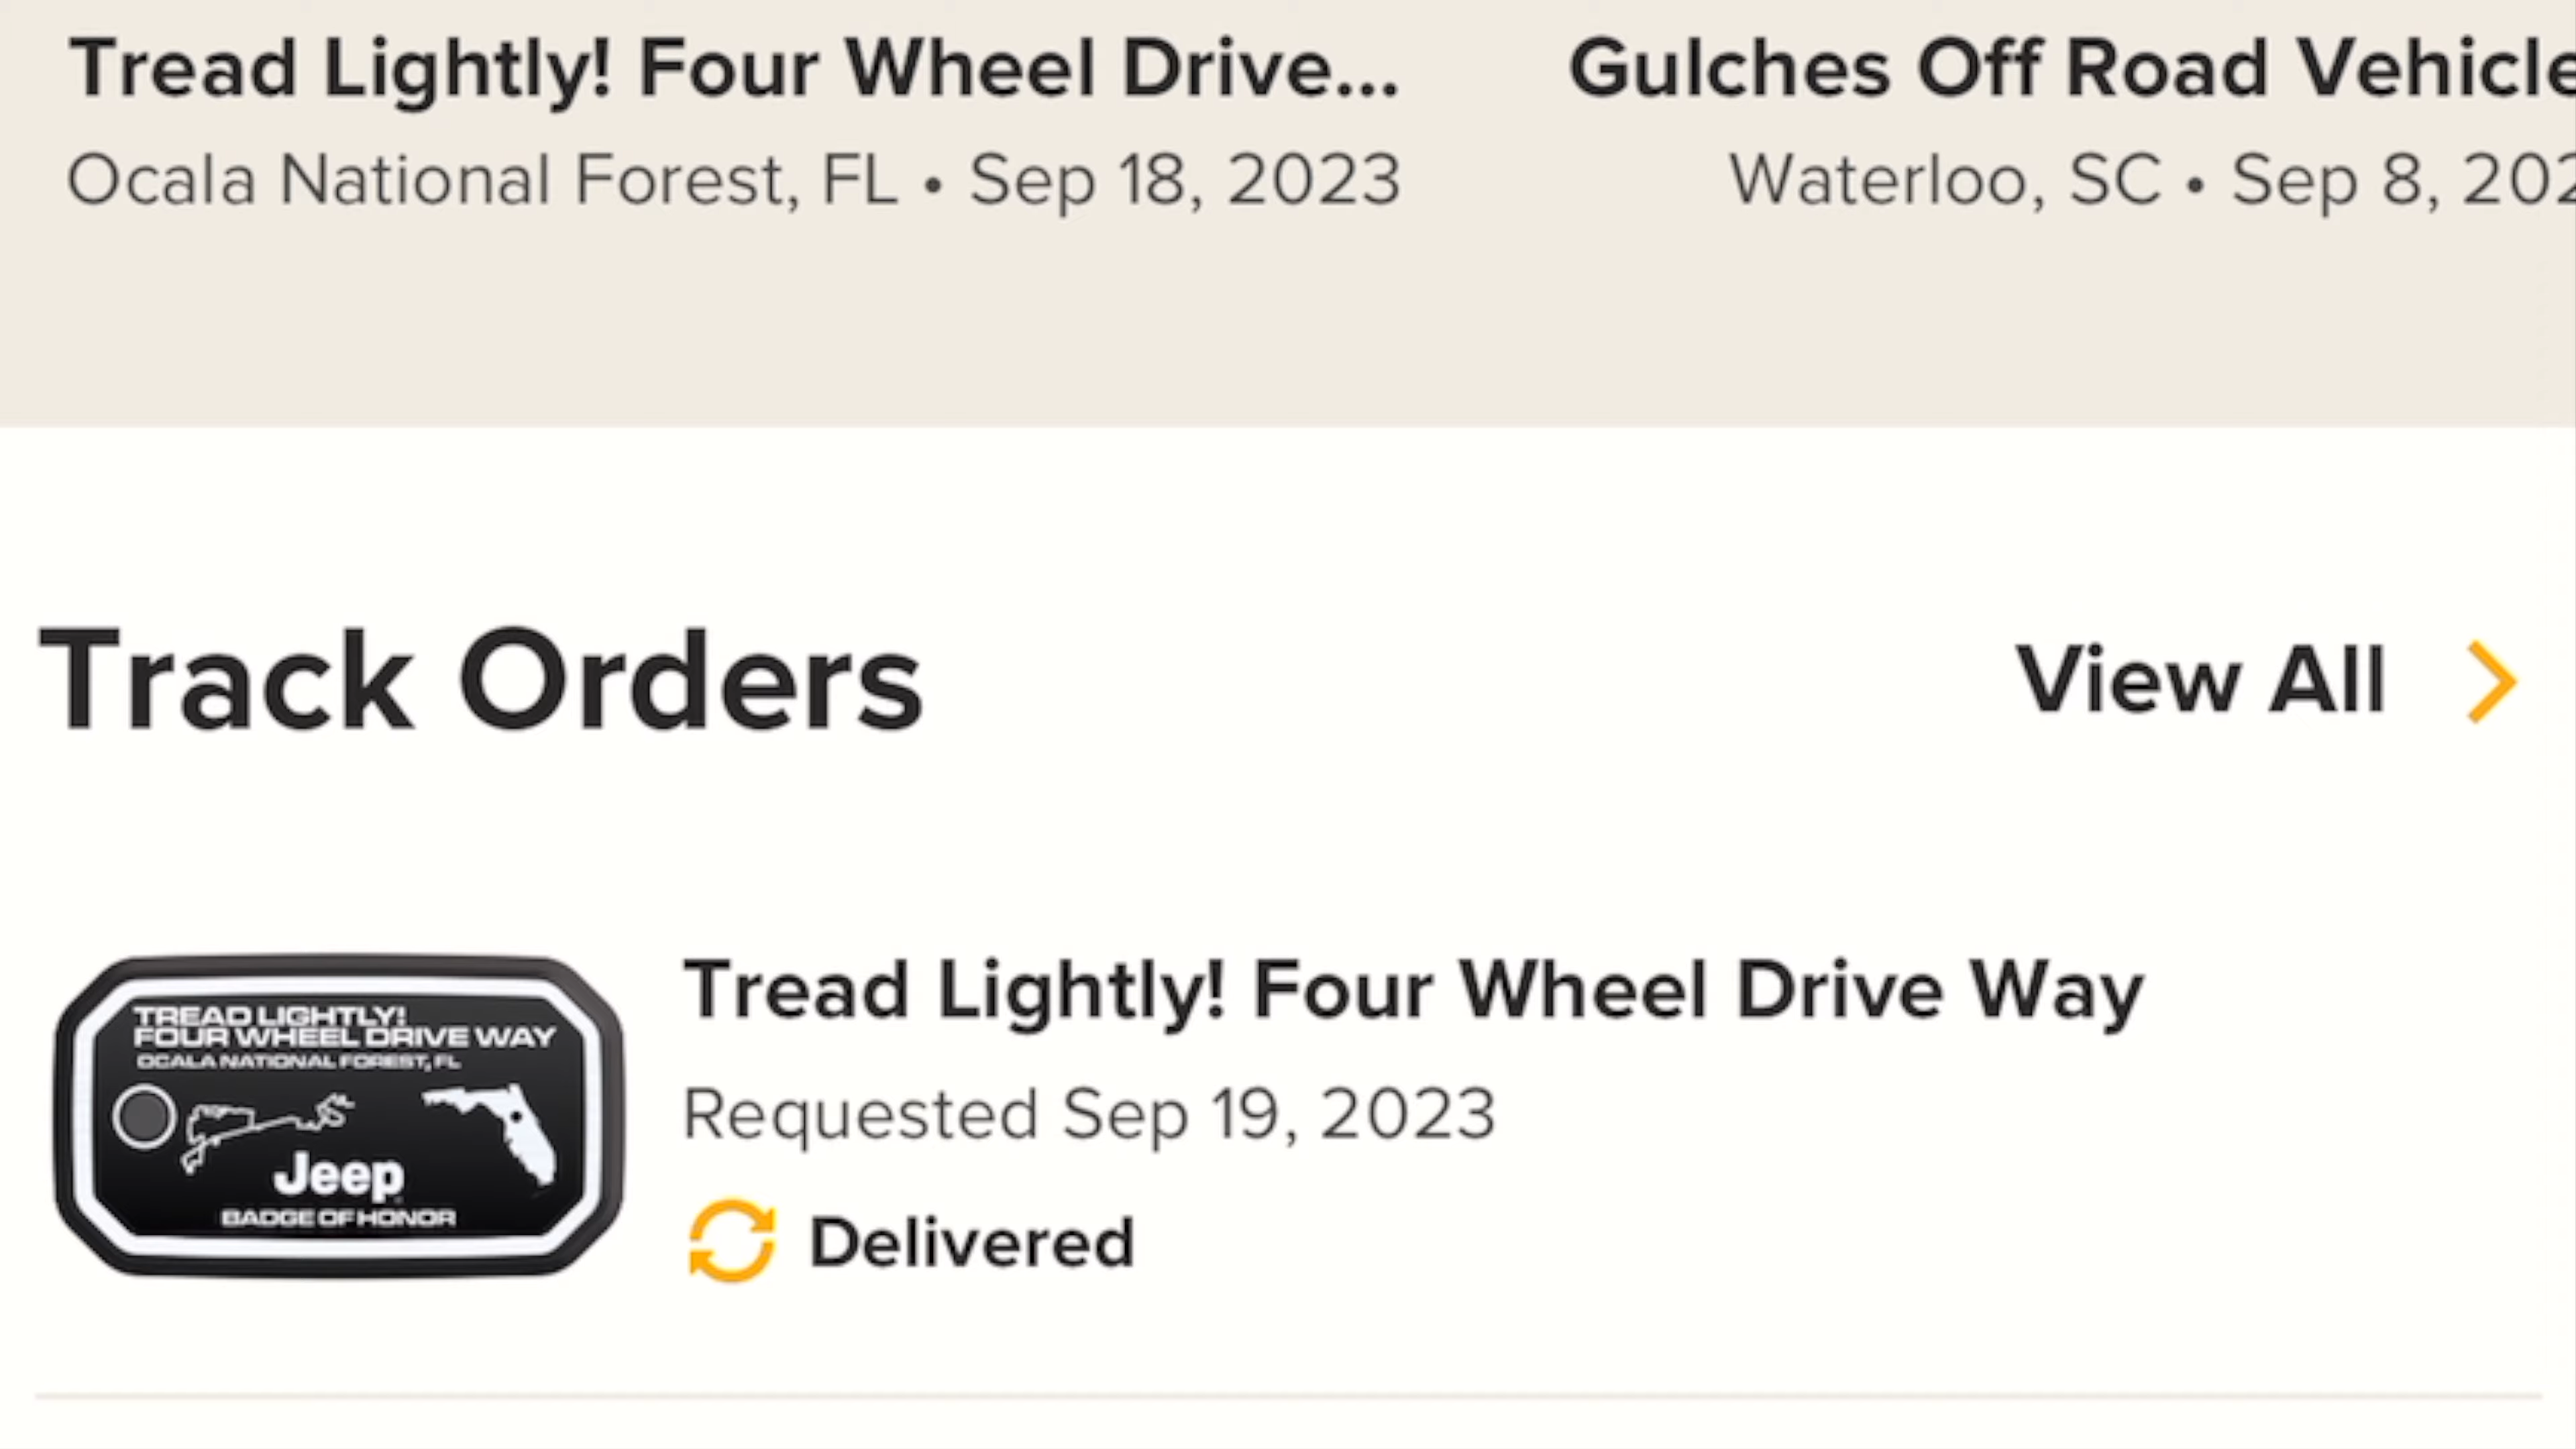 Tread Lightly! Four Wheel Drive...
Ocala National Forest, FL • Sep 18, 2023
Gulches Off Road Vehicle
Waterloo, SC • Sep 8, 202
Track Orders
View All
TREAD LIGHTLY!
FOUR WHEEL DRIVE WAY
OCALA NATIONAL FOREST, FL
Jeep
BADGE OF HONOR
Tread Lightly! Four Wheel Drive Way
Requested Sep 19, 2023
Delivered